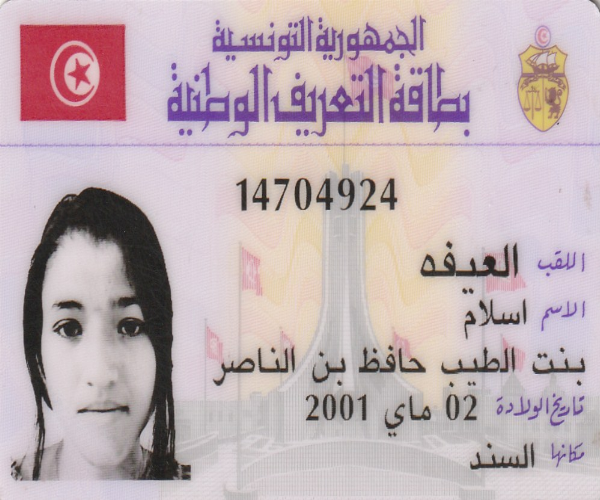 الجمهورية التونسية
بطاقة التعريف الوطنية
14704924
اللقب العيفه
الاسم اسلام
بنت الطيب حافظ بن الناصر
تاريخ الولادة 02 ماي 2001
مكانها السند